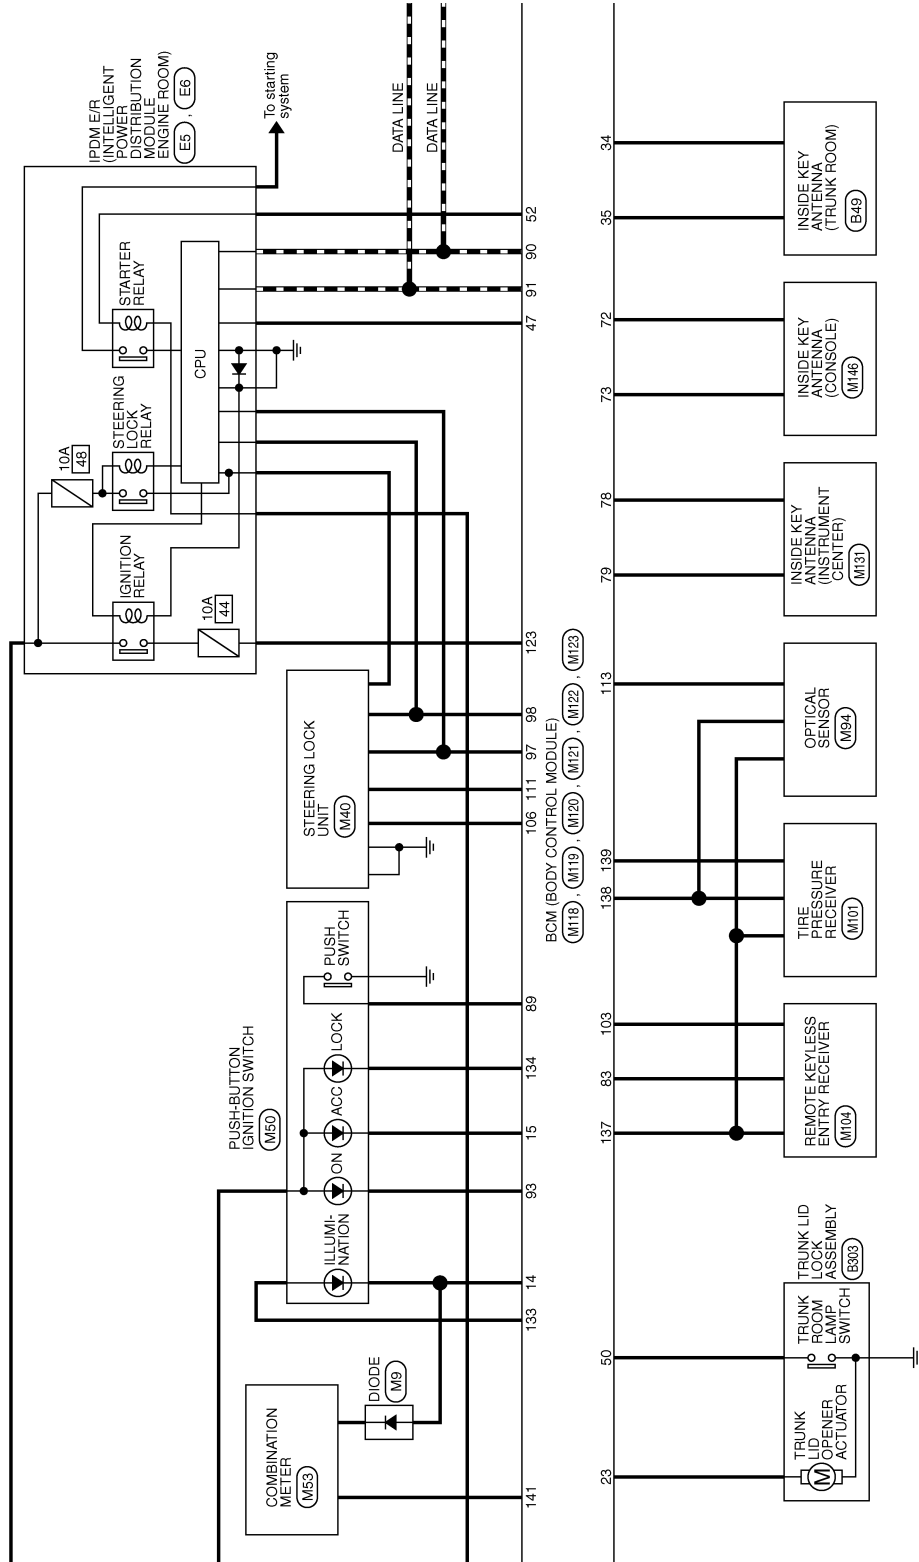 IPDM E/R
(INTELLIGENT
POWER
DISTRIBUTION
MODULE
ENGINE ROOM)
E5 , E6
To starting
system
DATA LINE
DATA LINE
STARTER
RELAY
CPU
STEERING
LOCK
RELAY
10A
48
IGNITION
RELAY
10A
44
52
90
91
47
123
98
97
111
106
89
134
15
93
14
133
141
STEERING LOCK
UNIT
M40
PUSH-BUTTON
IGNITION SWITCH
M50
PUSH
SWITCH
LOCK
ACC
ON
ILLUMI-
NATION
DIODE
M9
COMBINATION
METER
M53
BCM (BODY CONTROL MODULE)
M118 , M119 , M120 , M121 , M122 , M123
34
35
72
73
78
79
113
139
138
103
83
137
50
23
INSIDE KEY
ANTENNA
(TRUNK ROOM)
B49
INSIDE KEY
ANTENNA
(CONSOLE)
M146
INSIDE KEY
ANTENNA
(INSTRUMENT
CENTER)
M131
OPTICAL
SENSOR
M94
TIRE
PRESSURE
RECEIVER
M101
REMOTE KEYLESS
ENTRY RECEIVER
M104
TRUNK LID
LOCK
ASSEMBLY
B303
TRUNK
ROOM
LAMP
SWITCH
TRUNK
LID
OPENER
ACTUATOR
M